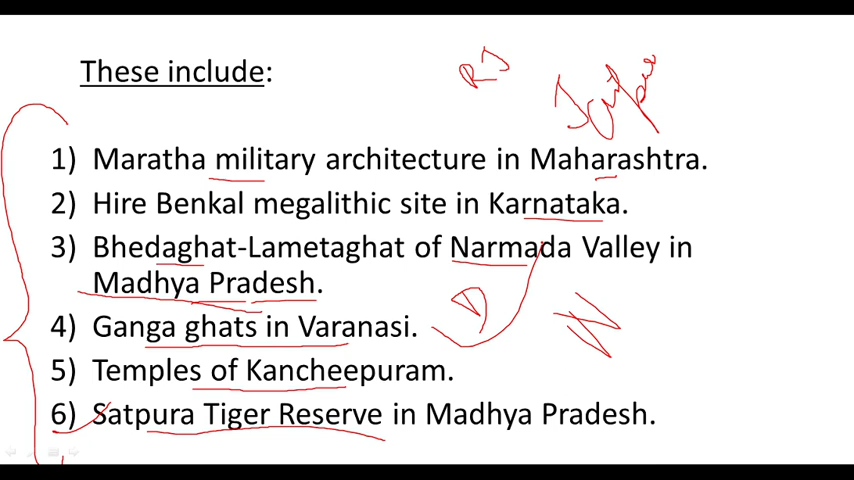 These include:
RJ
1) Maratha military architecture in Maharashtra.
2) Hire Benkal megalithic site in Karnataka.
3) Bhedaghat-Lametaghat of Narmada Valley in
Madhya Pradesh.
4) Ganga ghats in Varanasi.
5) Temples of Kancheepuram.
6) Satpura Tiger Reserve in Madhya Pradesh.